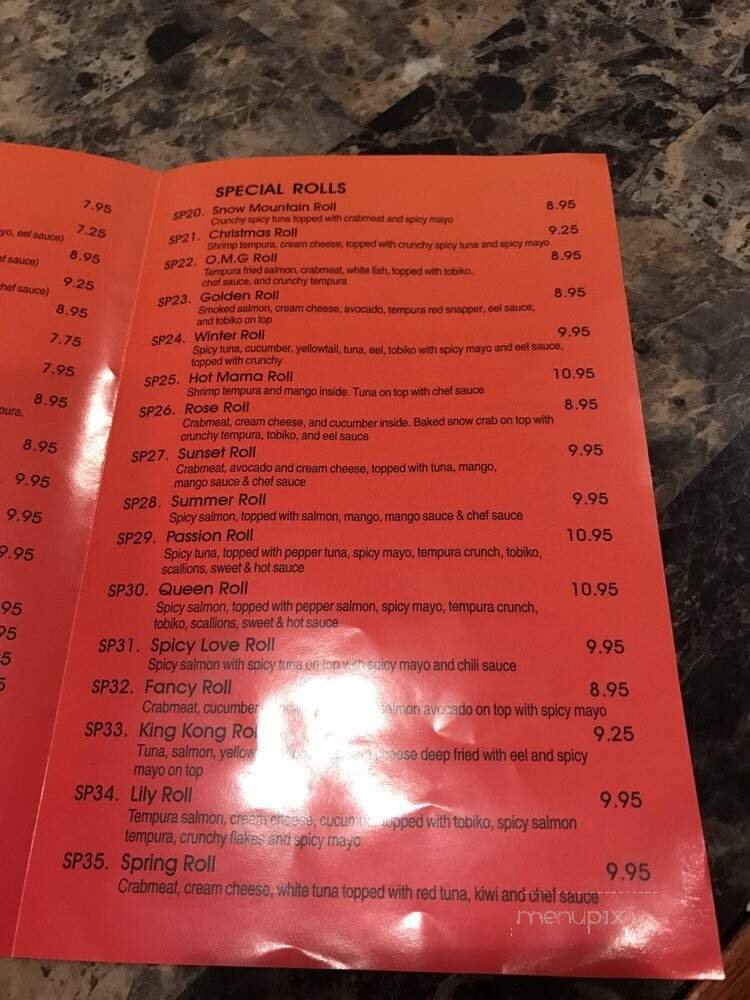 7.95
yo, eel sauce) 7.25
ef sauce) 8.95
chef sauce) 9.25
8.95
7.75
7.95
8.95
pura,
8.95
9.95
9.95
9.95
95
95
5
5
SPECIAL ROLLS
SP20. Snow Mountain Roll 8.95
Crunchy spicy tuna topped with crabmeat and spicy mayo
SP21. Christmas Roll 9.25
Shrimp tempura, cream cheese, topped with crunchy spicy tuna and spicy mayo
SP22. O.M.G Roll 8.95
Tempura fried salmon, crabmeat, white fish, topped with tobiko,
chef sauce, and crunchy tempura
SP23. Golden Roll 8.95
Smoked salmon, cream cheese, avocado, tempura red snapper, eel sauce,
and tobiko on top
SP24. Winter Roll 9.95
Spicy tuna, cucumber, yellowtail, tuna, eel, tobiko with spicy mayo and eel sauce,
topped with crunchy
SP25. Hot Mama Roll 10.95
Shrimp tempura and mango inside. Tuna on top with chef sauce
SP26. Rose Roll 8.95
Crabmeat, cream cheese, and cucumber inside. Baked snow crab on top with
crunchy tempura, tobiko, and eel sauce
SP27. Sunset Roll 9.95
Crabmeat, avocado and cream cheese, topped with tuna, mango,
mango sauce & chef sauce
SP28. Summer Roll 9.95
Spicy salmon, topped with salmon, mango, mango sauce & chef sauce
SP29. Passion Roll 10.95
Spicy tuna, topped with pepper tuna, spicy mayo, tempura crunch, tobiko,
scallions, sweet & hot sauce
SP30. Queen Roll 10.95
Spicy salmon, topped with pepper salmon, spicy mayo, tempura crunch,
tobiko, scallions, sweet & hot sauce
SP31. Spicy Love Roll 9.95
Spicy salmon with spicy tuna on top with spicy mayo and chili sauce
SP32. Fancy Roll 8.95
Crabmeat, cucumber salmon avocado on top with spicy mayo
SP33. King Kong Roll 9.25
Tuna, salmon, cheese deep fried with eel and spicy
mayo on top
SP34. Lily Roll 9.95
Tempura salmon, cream cheese, cucumber, topped with tobiko, spicy salmon
tempura, crunchy flakes and spicy mayo
SP35. Spring Roll 9.95
Crabmeat, cream cheese, white tuna topped with red tuna, kiwi and chef sauce
menupix